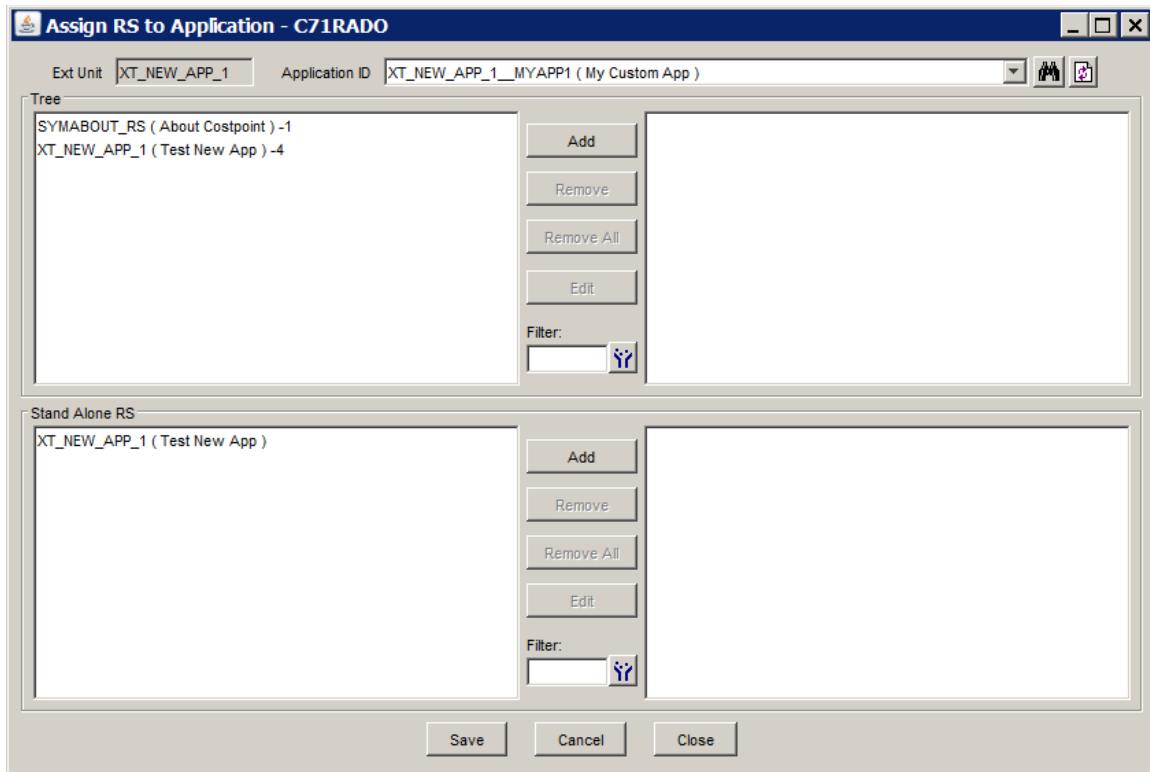 Assign RS to Application - C71RADO
Ext Unit XT_NEW_APP_1 Application ID XT_NEW_APP_1__MYAPP1 ( My Custom App )
Tree
SYMABOUT_RS ( About Costpoint ) -1
XT_NEW_APP_1 ( Test New App ) -4
Add
Remove
Remove All
Edit
Filter:
Stand Alone RS
XT_NEW_APP_1 ( Test New App )
Add
Remove
Remove All
Edit
Filter:
Save Cancel Close